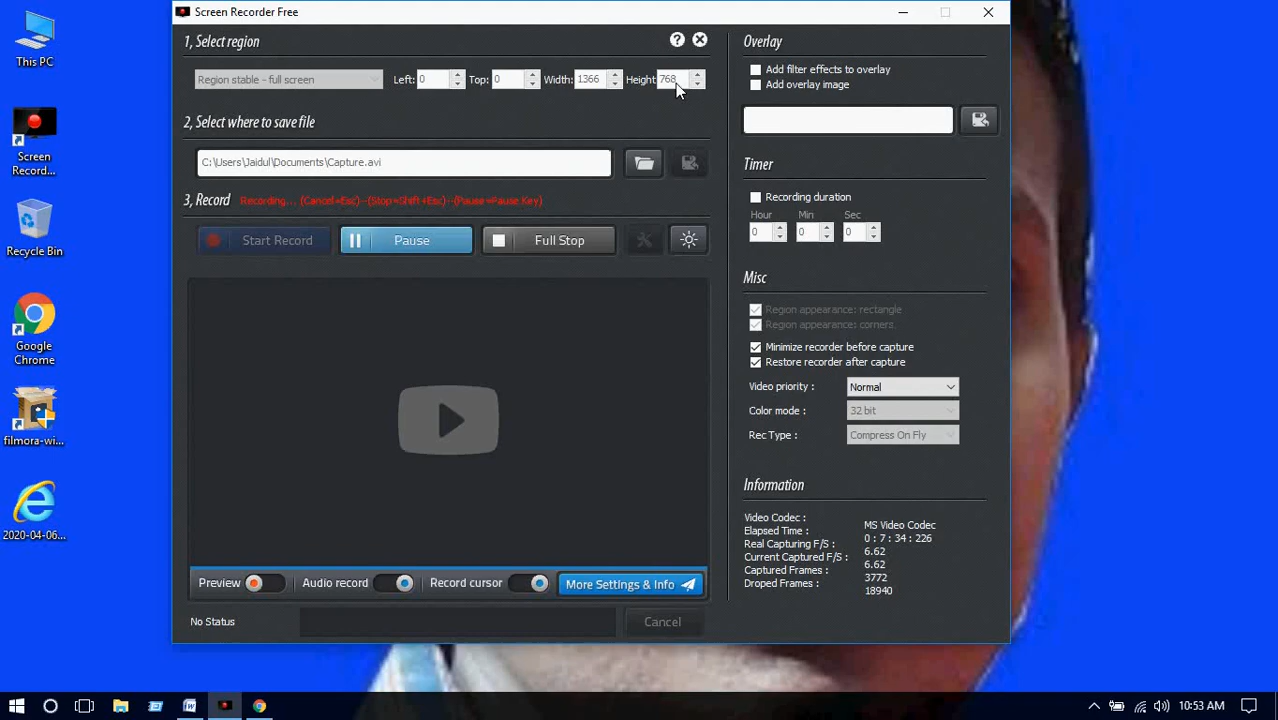 Screen Recorder Free
This PC
Screen
Record...
Recycle Bin
Google
Chrome
filmora-wi...
2020-04-06...
1, Select region
Region stable - full screen
Left: 0 Top: 0 Width: 1366 Height 768
2, Select where to save file
C:\Users\Jaidul\Documents\Capture.avi
3, Record Recording... (Cancel =Esc)--(Stop =Shift +Esc)--(Pause =Pause Key)
Start Record Pause Full Stop
Preview Audio record Record cursor More Settings & Info
No Status Cancel
Overlay
Add filter effects to overlay
Add overlay image
Timer
Recording duration
Hour Min Sec
0 0 0
Misc
Region appearance: rectangle
Region appearance: corners
Minimize recorder before capture
Restore recorder after capture
Video priority : Normal
Color mode : 32 bit
Rec Type : Compress On Fly
Information
Video Codec : MS Video Codec
Elapsed Time : 0 : 7 : 34 : 226
Real Capturing F/S : 6.62
Current Captured F/S : 6.62
Captured Frames : 3772
Droped Frames : 18940
10:53 AM